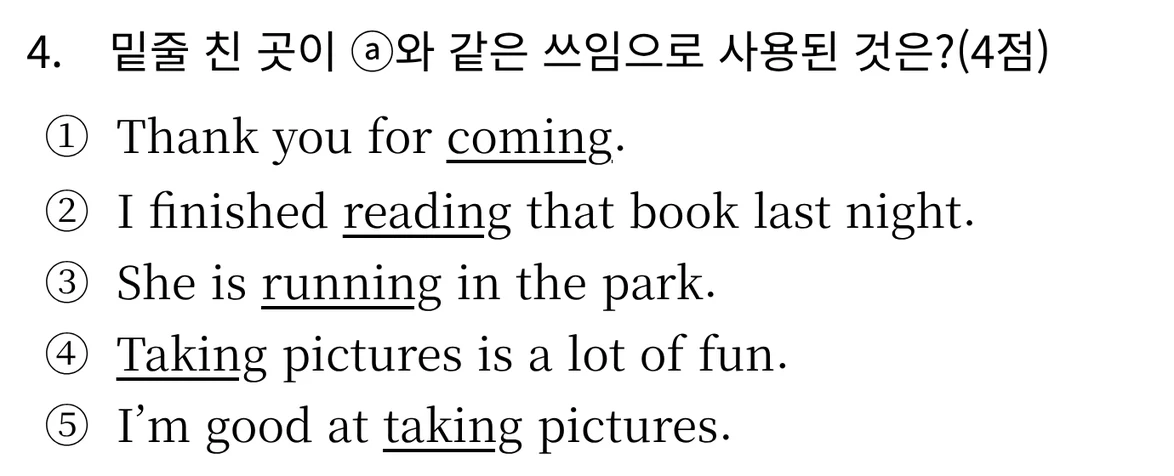 4. 밑줄 친 곳이 ⓐ와 같은 쓰임으로 사용된 것은?(4점)
① Thank you for coming.
② I finished reading that book last night.
③ She is running in the park.
④ Taking pictures is a lot of fun.
⑤ I’m good at taking pictures.